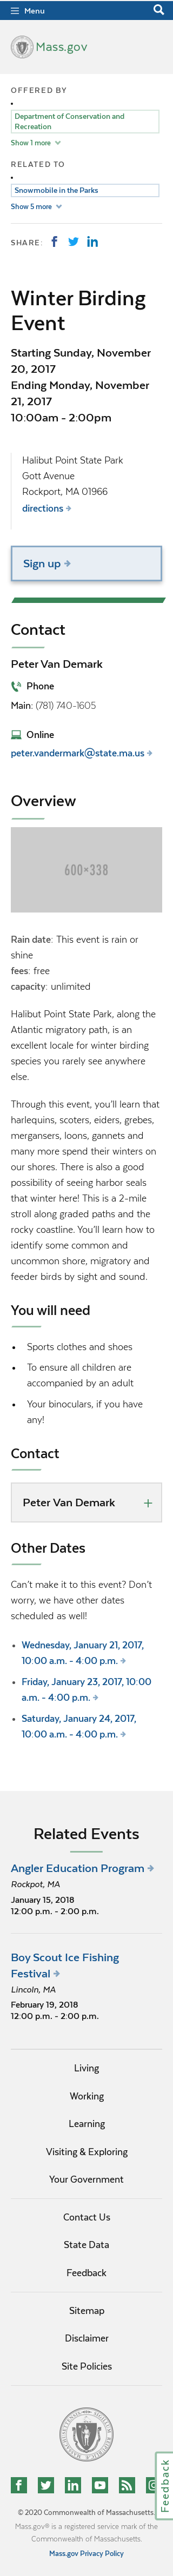 Menu
Mass.gov
OFFERED BY
Department of Conservation and
Recreation
Show 1 more
RELATED TO
Snowmobile in the Parks
Show 5 more
SHARE:
Winter Birding
Event
Starting Sunday, November
20, 2017
Ending Monday, November
21, 2017
10:00am - 2:00pm
Halibut Point State Park
Gott Avenue
Rockport, MA 01966
directions
Sign up
Contact
Peter Van Demark
Phone
Main: (781) 740-1605
Online
peter.vandermark@state.ma.us
Overview
600×338
Rain date: This event is rain or
shine
fees: free
capacity: unlimited
Halibut Point State Park, along the
Atlantic migratory path, is an
excellent locale for winter birding
species you rarely see anywhere
else.
Through this event, you'll learn that
harlequins, scoters, eiders, grebes,
mergansers, loons, gannets and
many more spend their winters on
our shores. There is also a good
possibility of seeing harbor seals
that winter here! This is a 2-mile
stroll along graded paths and the
rocky coastline. You'll learn how to
identify some common and
uncommon shore, migratory and
feeder birds by sight and sound.
You will need
Sports clothes and shoes
To ensure all children are
accompanied by an adult
Your binoculars, if you have
any!
Contact
Peter Van Demark
Other Dates
Can't make it to this event? Don't
worry, we have other dates
scheduled as well!
Wednesday, January 21, 2017,
10:00 a.m. - 4:00 p.m.
Friday, January 23, 2017, 10:00
a.m. - 4:00 p.m.
Saturday, January 24, 2017,
10:00 a.m. - 4:00 p.m.
Related Events
Angler Education Program
Rockpot, MA
January 15, 2018
12:00 p.m. - 2:00 p.m.
Boy Scout Ice Fishing
Festival
Lincoln, MA
February 19, 2018
12:00 p.m. - 2:00 p.m.
Living
Working
Learning
Visiting & Exploring
Your Government
Contact Us
State Data
Feedback
Sitemap
Disclaimer
Site Policies
Feedback
© 2020 Commonwealth of Massachusetts.
Mass.gov® is a registered service mark of the
Commonwealth of Massachusetts.
Mass.gov Privacy Policy